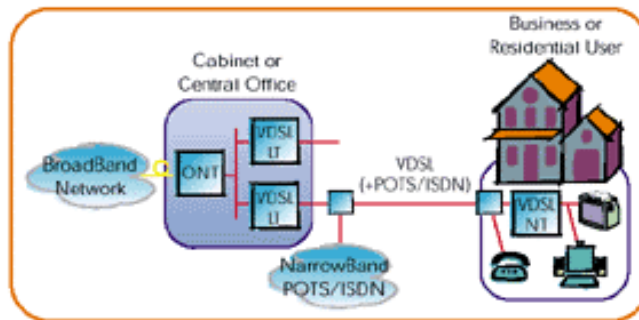 Business or
Residential User
Cabinet or
Central Office
VDSL
LT
BroadBand
Network
ONT
VDSL
(+POTS/ISDN)
VDSL
LT
VDSL
NT
NarrowBand
POTS/ISDN